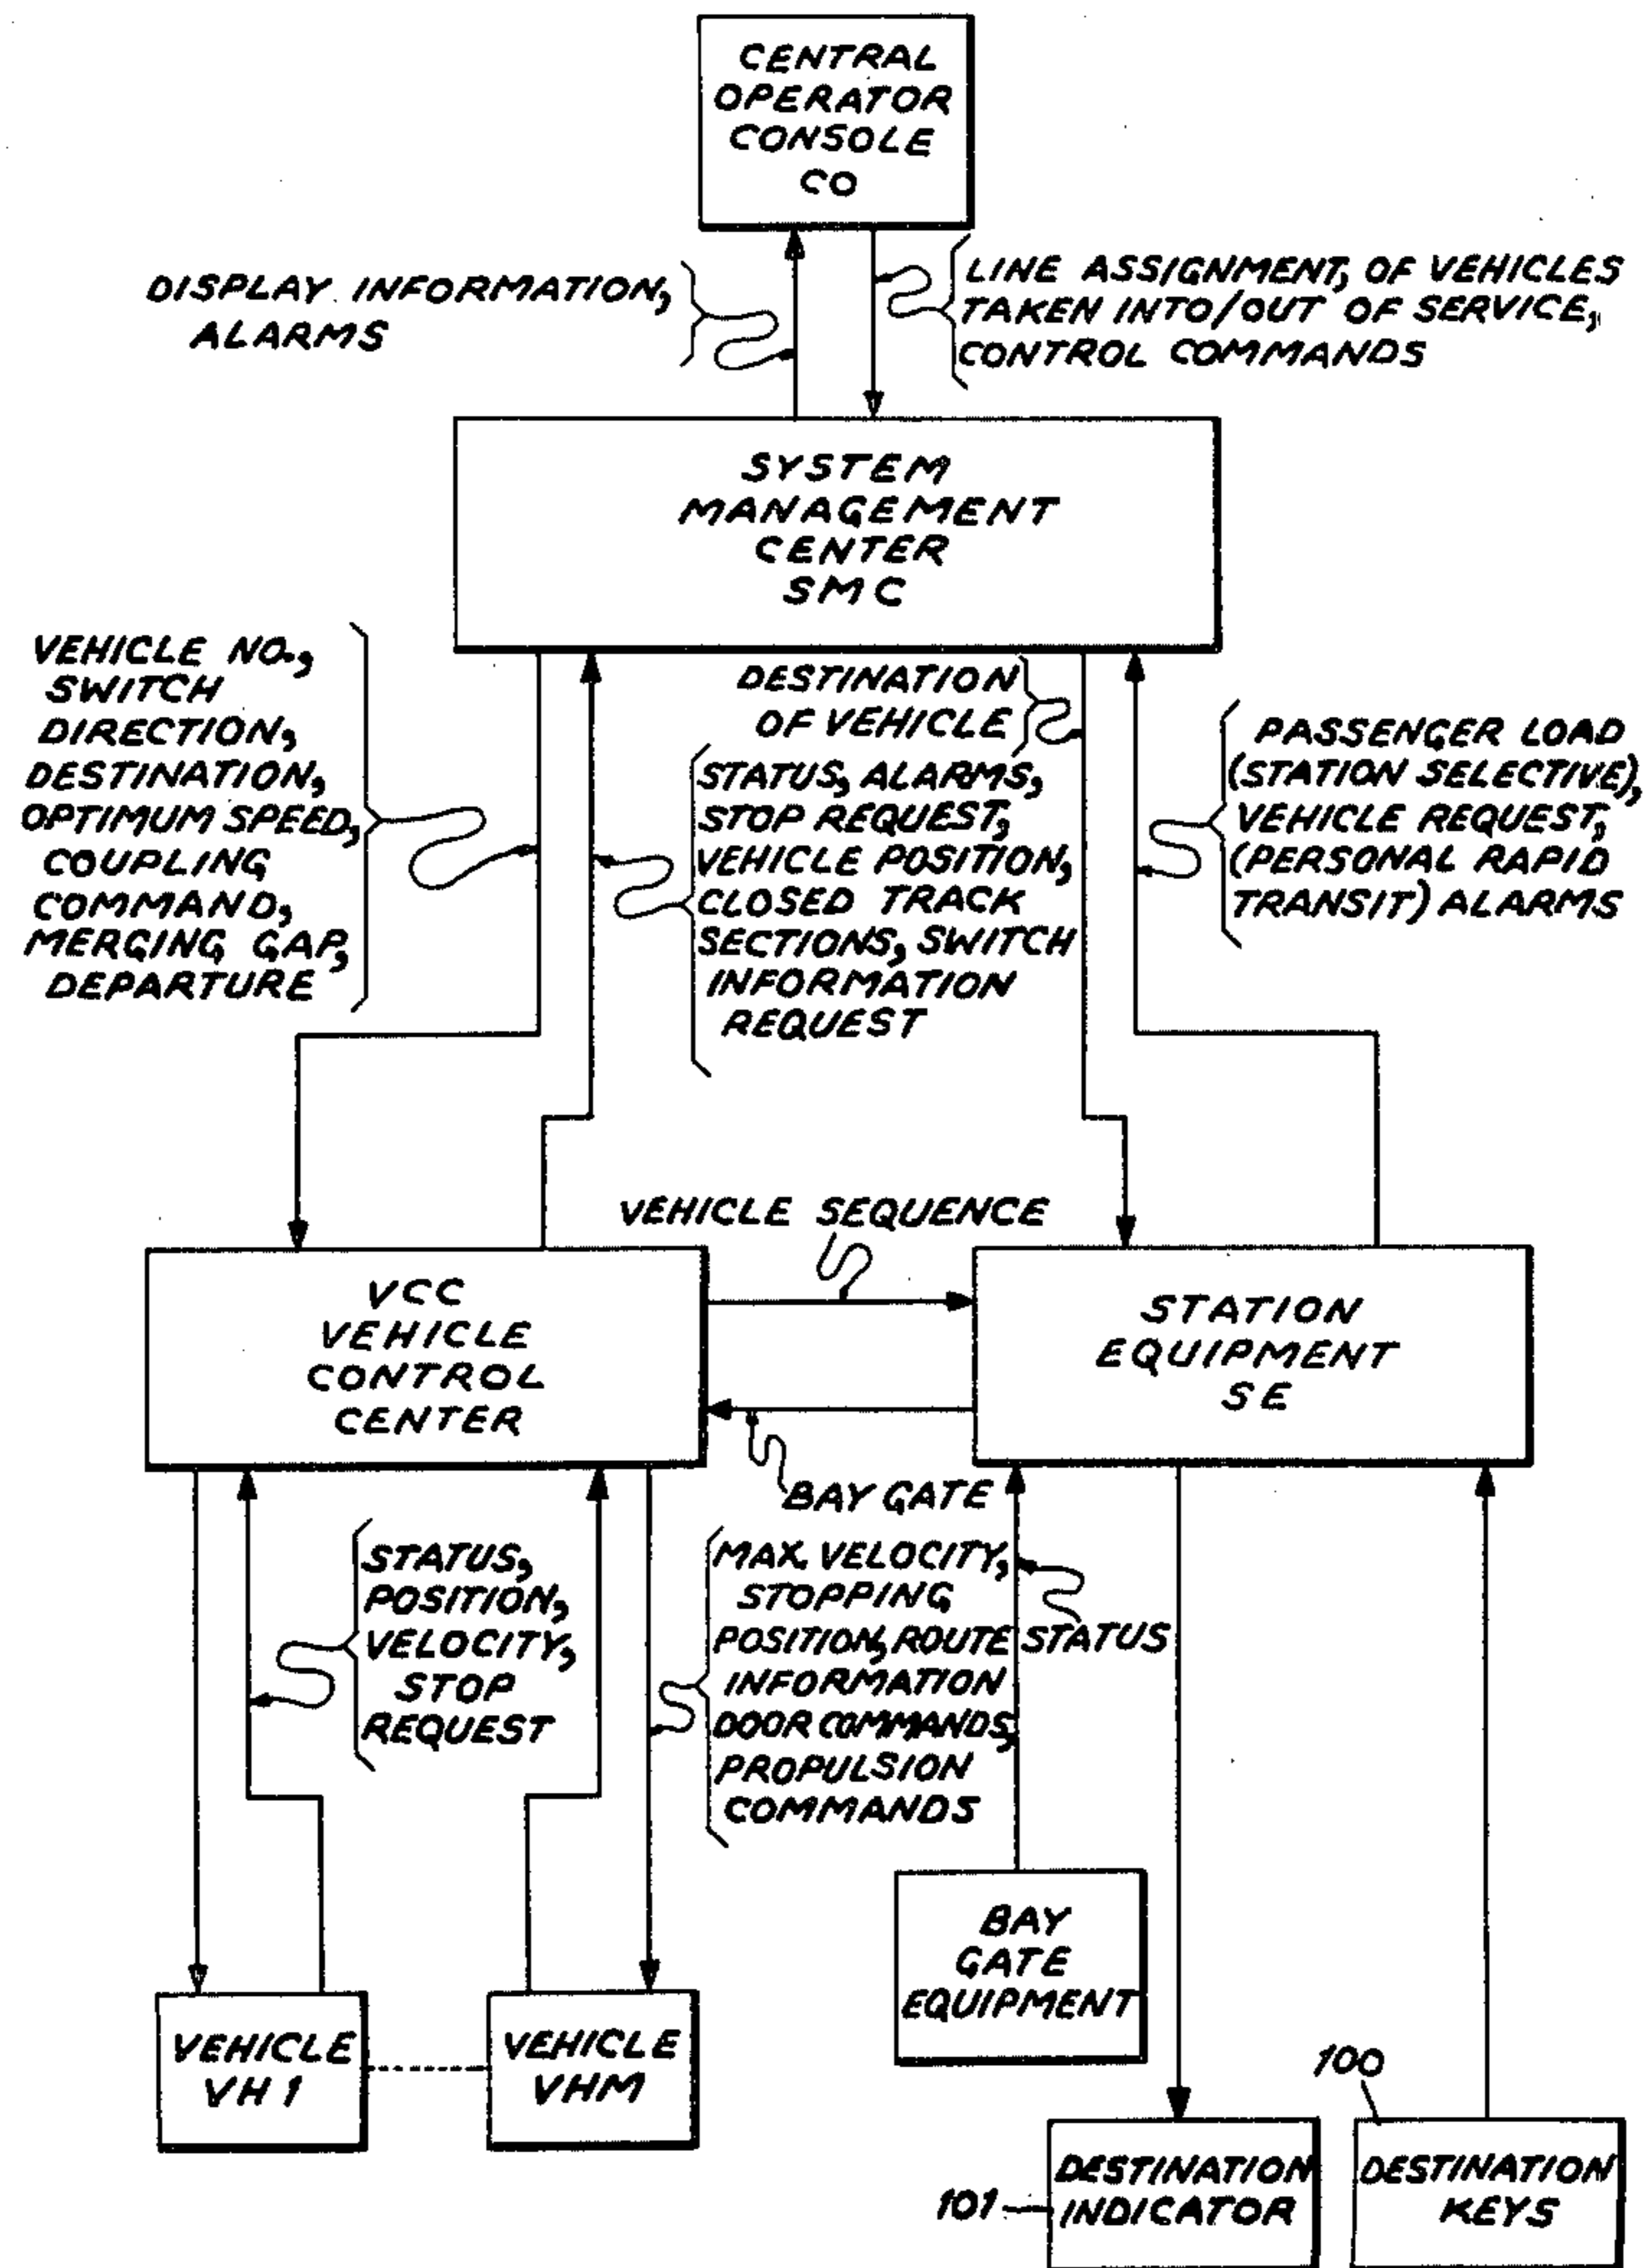 CENTRAL
OPERATOR
CONSOLE
CO
DISPLAY INFORMATION,
ALARMS
LINE ASSIGNMENT, OF VEHICLES
TAKEN INTO/OUT OF SERVICE,
CONTROL COMMANDS
SYSTEM
MANAGEMENT
CENTER
SMC
VEHICLE NO.,
SWITCH
DIRECTION,
DESTINATION,
OPTIMUM SPEED,
COUPLING
COMMAND,
MERGING GAP,
DEPARTURE
DESTINATION
OF VEHICLE
STATUS, ALARMS,
STOP REQUEST,
VEHICLE POSITION,
CLOSED TRACK
SECTIONS, SWITCH
INFORMATION
REQUEST
PASSENGER LOAD
(STATION SELECTIVE),
VEHICLE REQUEST,
(PERSONAL RAPID
TRANSIT) ALARMS
VEHICLE SEQUENCE
VCC
VEHICLE
CONTROL
CENTER
STATION
EQUIPMENT
SE
BAY GATE
STATUS,
POSITION,
VELOCITY,
STOP
REQUEST
MAX. VELOCITY,
STOPPING
POSITION, ROUTE
INFORMATION
DOOR COMMANDS,
PROPULSION
COMMANDS
STATUS
BAY
GATE
EQUIPMENT
VEHICLE
VH1
VEHICLE
VHM
100
101
DESTINATION
INDICATOR
DESTINATION
KEYS